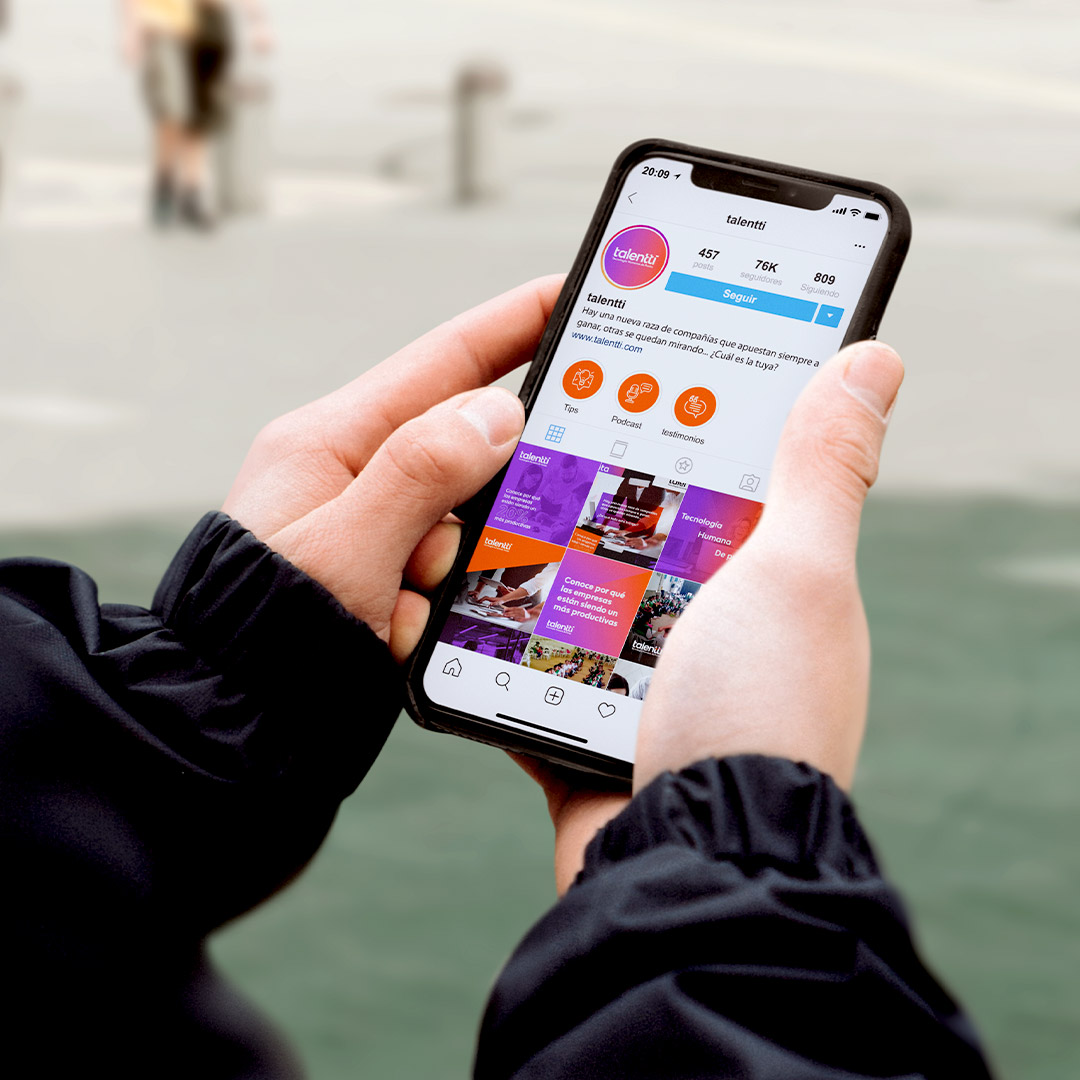 20:09
talentti
talentti
457
76K
809
posts
seguidores
Siguiendo
Seguir
talentti
Hay una nueva raza de compañías que apuestan siempre a
ganar, otras se quedan mirando... ¿Cuál es la tuya?
www.talentti.com
Tips
Podcast
testimonios
talentti
Conoce por qué
las empresas
están siendo un
20%
más productivas
Tecnología
Humana
De
talentti
Conoce por qué
las empresas
están siendo un
más productivas
talentti
talentti